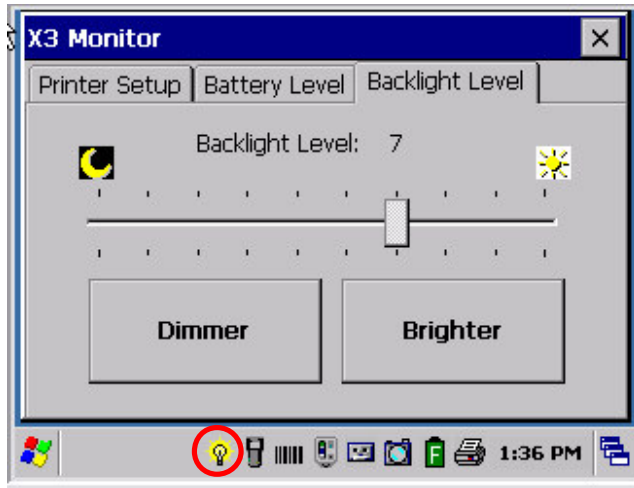 X3 Monitor
Printer Setup Battery Level Backlight Level
Backlight Level: 7
Dimmer Brighter
F 1:36 PM